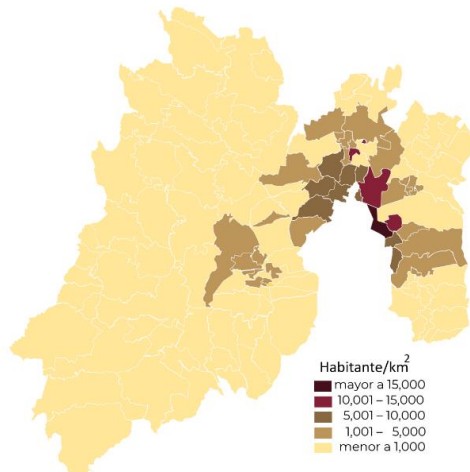 Habitante/km²
mayor a 15,000
10,001 – 15,000
5,001 – 10,000
1,001 – 5,000
menor a 1,000